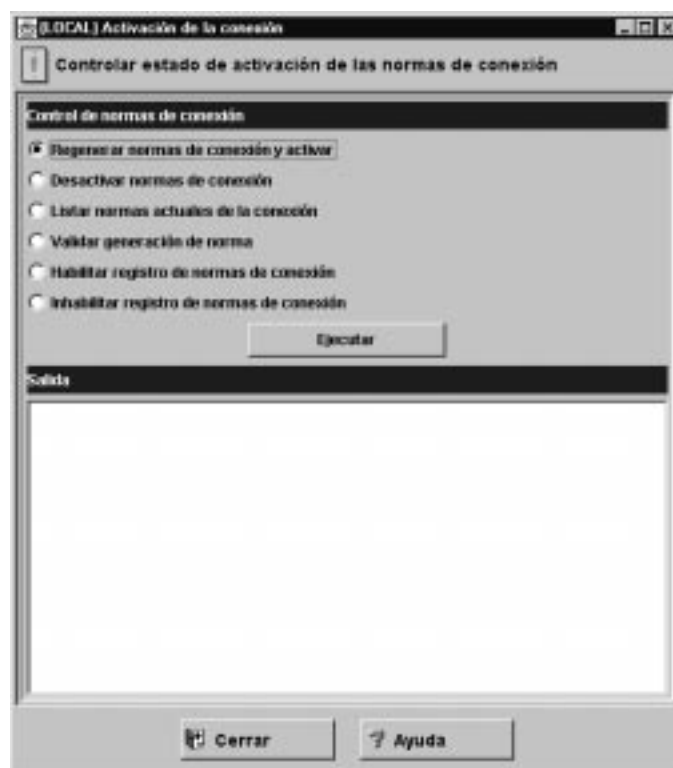 (LOCAL) Activación de la conexión
Controlar estado de activación de las normas de conexión
Control de normas de conexión
Regenerar normas de conexión y activar
Desactivar normas de conexión
Listar normas actuales de la conexión
Validar generación de norma
Habilitar registro de normas de conexión
Inhabilitar registro de normas de conexión
Ejecutar
Salida
Cerrar
Ayuda